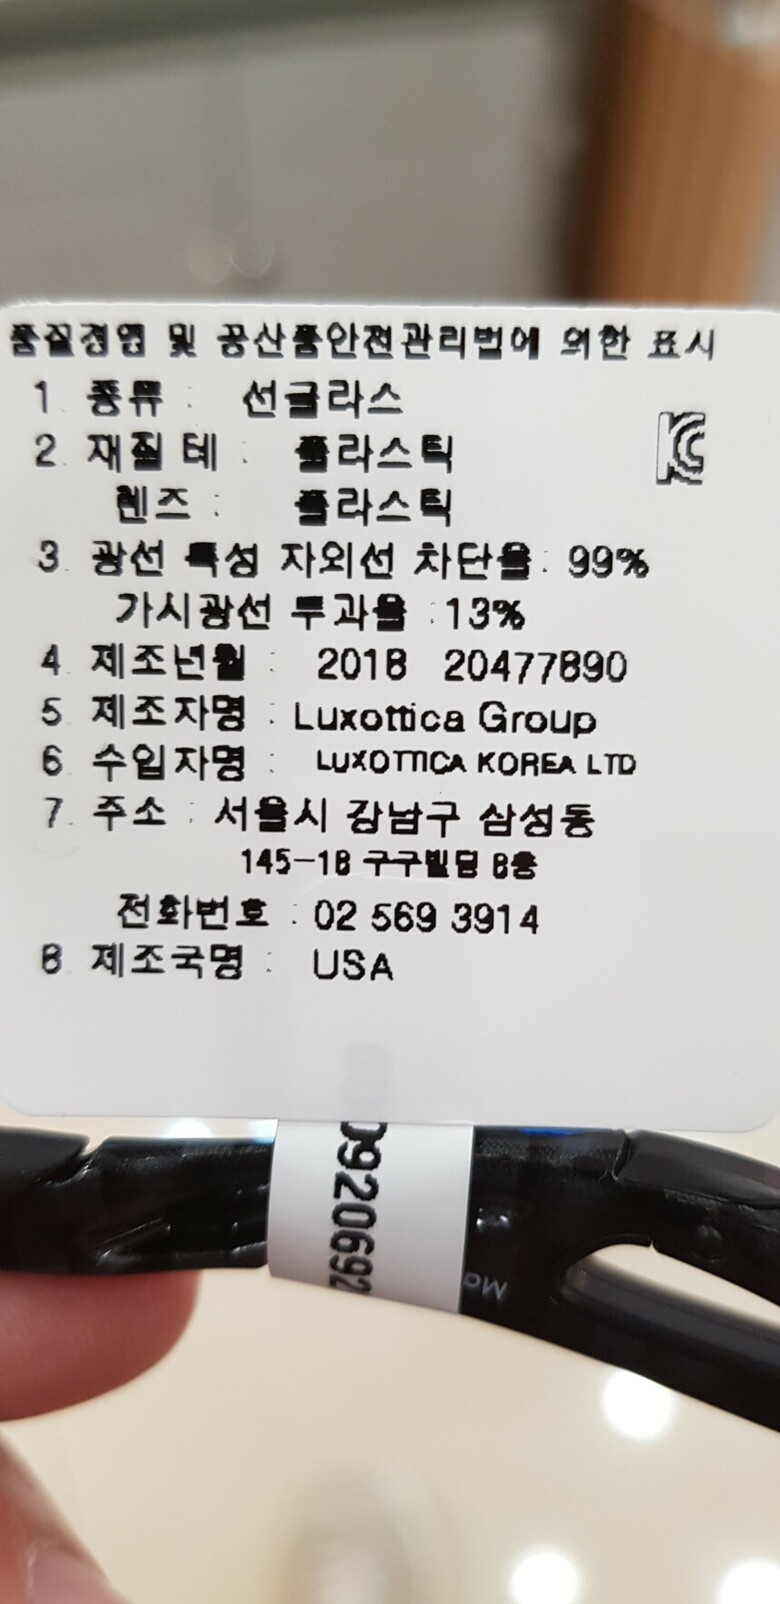 품질경영 및 공산품안전관리법에 의한 표시
1. 종류 : 선글라스
KC
2. 재질 테 : 플라스틱
렌즈 : 플라스틱
3. 광선 특성 자외선 차단율: 99%
가시광선 투과율 :13%
4. 제조년월 : 2018 20477890
5. 제조자명 : Luxottica Group
6. 수입자명 : LUXOTTICA KOREA LTD
7. 주소 : 서울시 강남구 삼성동
145-18 구구빌딩 8층
전화번호 : 02 569 3914
8. 제조국명 : USA
0920692